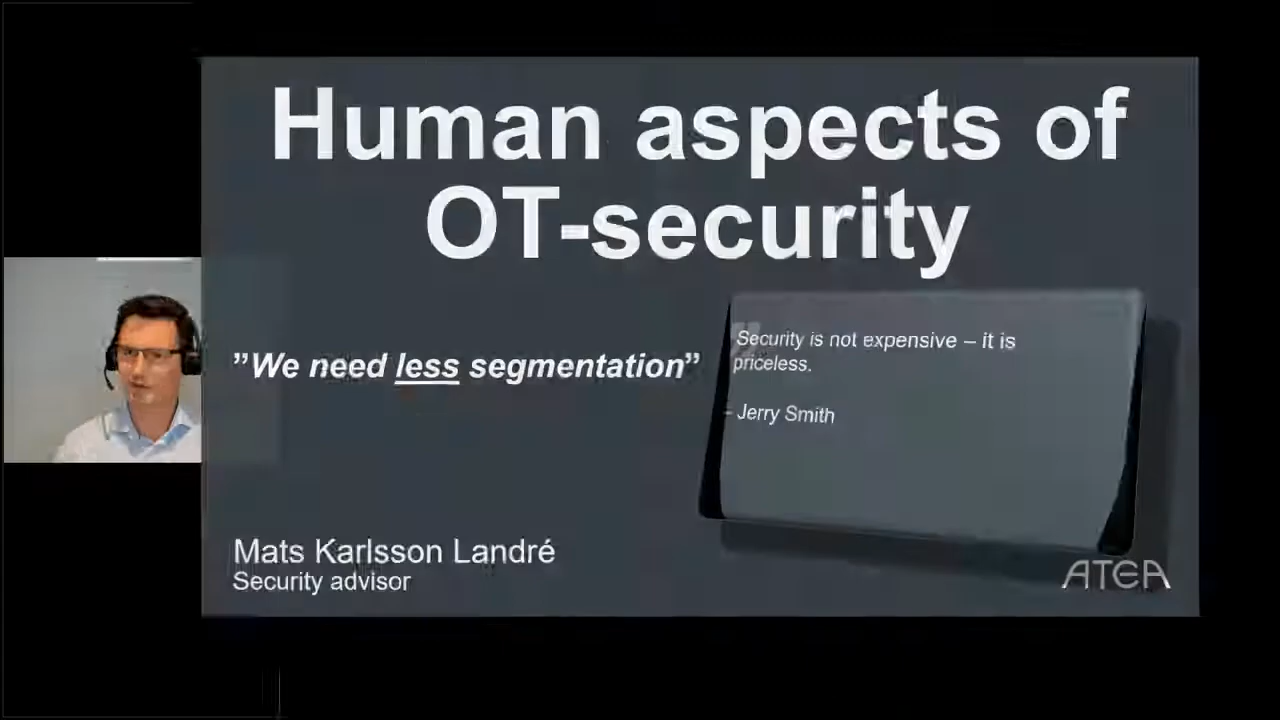 Human aspects of
OT-security
”We need less segmentation”
Security is not expensive – it is
priceless.
- Jerry Smith
Mats Karlsson Landré
Security advisor
ATEA